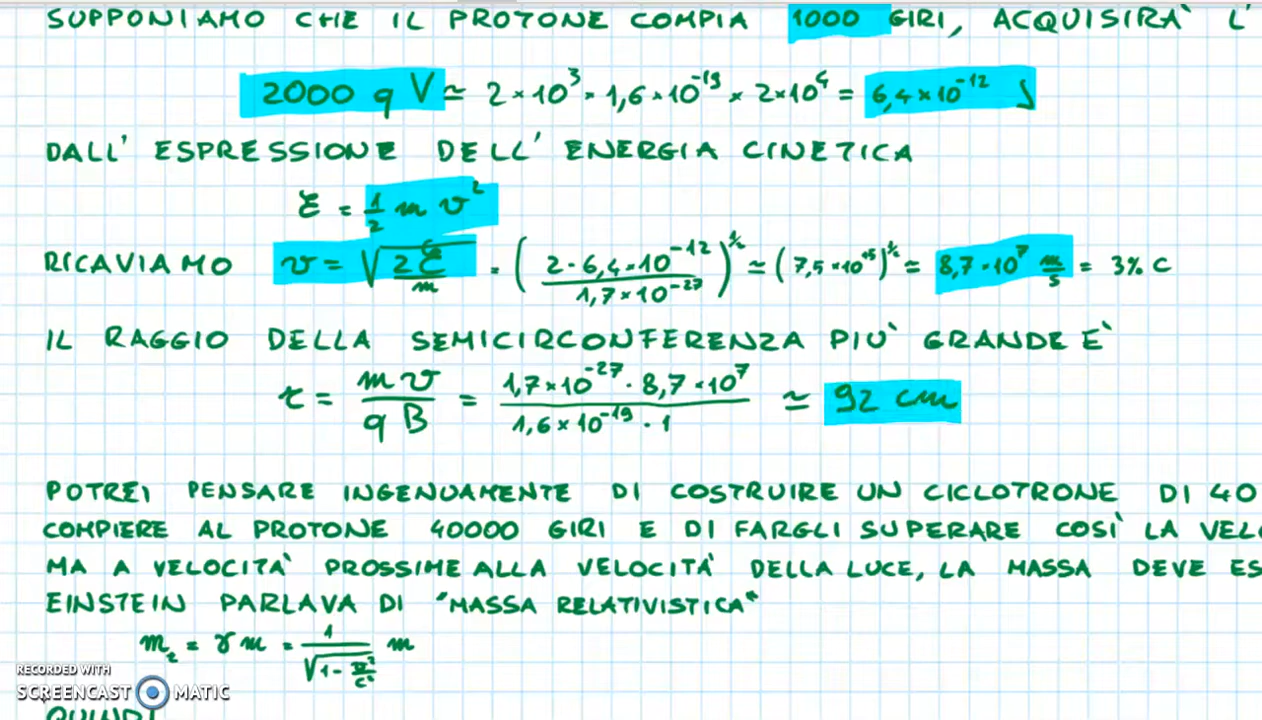 SUPPONIAMO CHE IL PROTONE COMPIA 1000 GIRI, ACQUISIRÀ L'
2000 q V ≃ 2 × 10³ × 1,6 × 10⁻¹⁹ × 2×10⁴ = 6,4 × 10⁻¹² J
DALL' ESPRESSIONE DELL' ENERGIA CINETICA
ℰ = 1/2 m v²
RICAVIAMO v = √(2ℰ/m) = (2·6,4×10⁻¹² / 1,7×10⁻²⁷)^½ ≃ (7,5×10⁺¹⁵)^½ ≃ 8,7·10⁷ m/s = 3% c
IL RAGGIO DELLA SEMICIRCONFERENZA PIÙ GRANDE È
r = mv / qB = 1,7×10⁻²⁷ · 8,7×10⁷ / 1,6×10⁻¹⁹ · 1 ≃ 92 cm
POTREI PENSARE INGENUAMENTE DI COSTRUIRE UN CICLOTRONE DI 40
COMPIERE AL PROTONE 40000 GIRI E DI FARGLI SUPERARE COSÌ LA VELO
MA A VELOCITÀ PROSSIME ALLA VELOCITÀ DELLA LUCE, LA MASSA DEVE ES
EINSTEIN PARLAVA DI "MASSA RELATIVISTICA"
m_r = γ m = 1/√(1 - v²/c²) m
RECORDED WITH
SCREENCAST MATIC
QUINDI